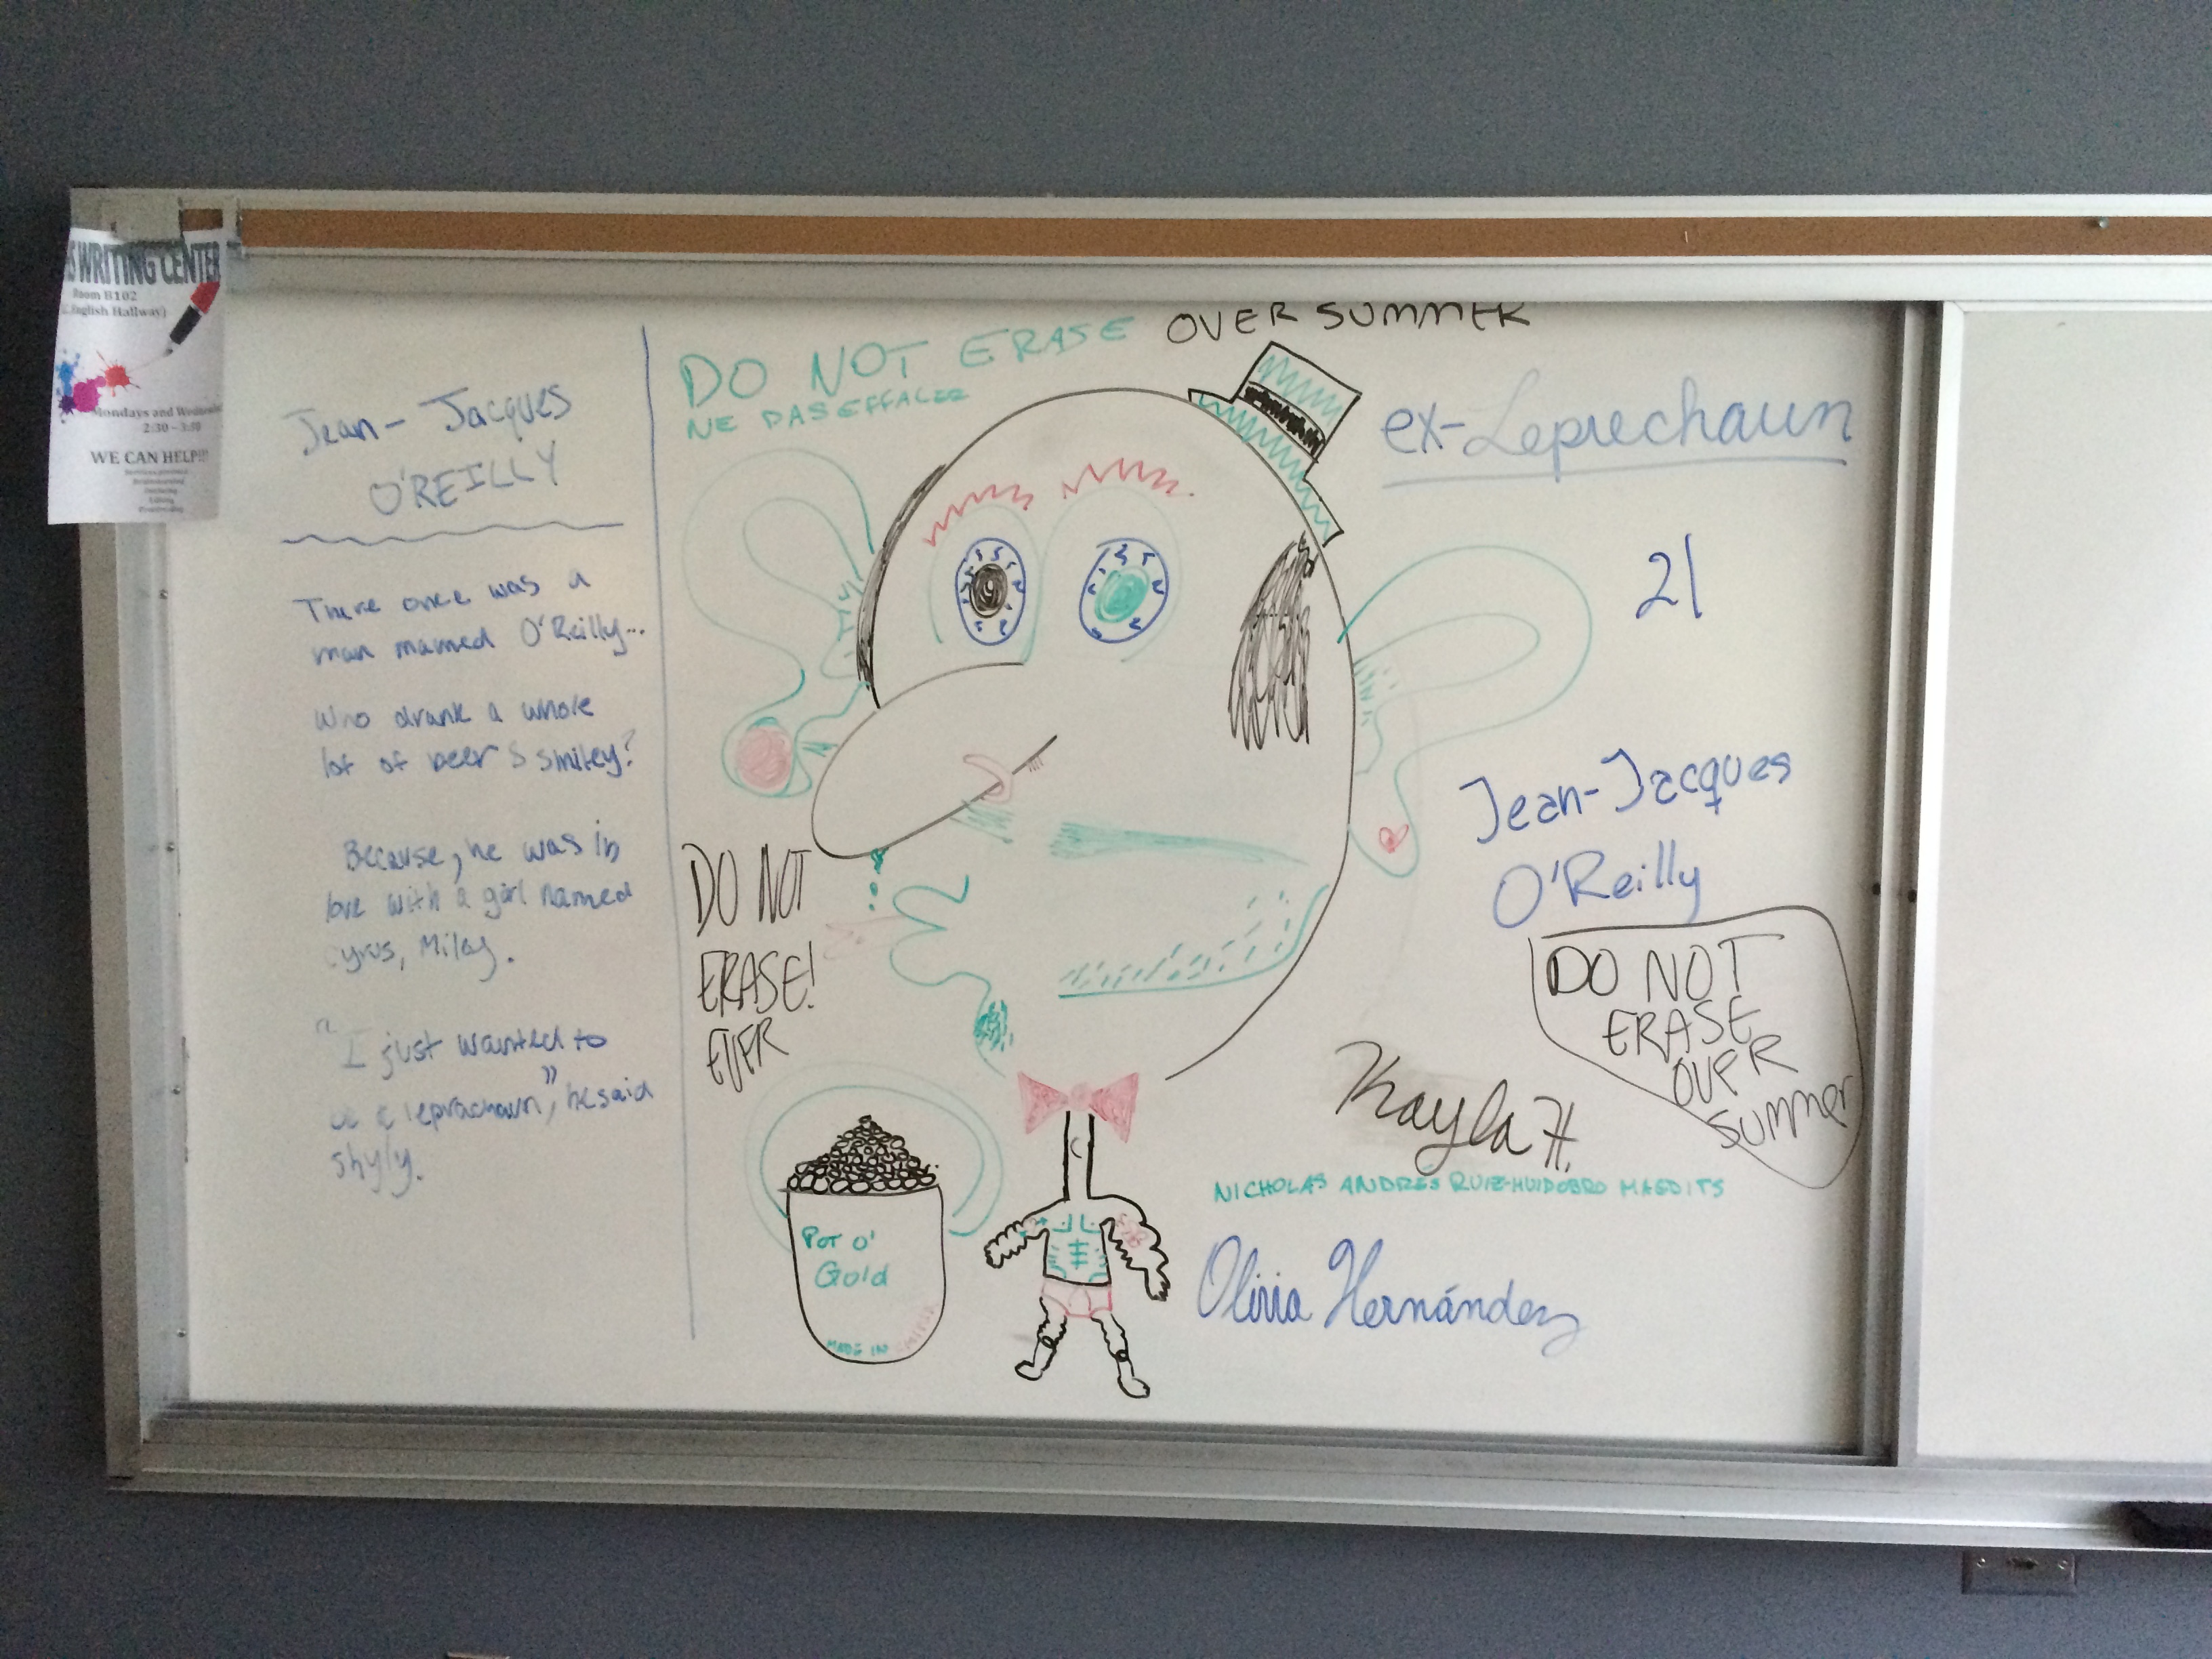 WRITING CENTER
Room B102
English Hallway)
Mondays and
2:30 - 3:30
WE CAN HELP!!!
Jean-Jacques
O'REILLY
There once was a
man mamed O'Reilly...
Who drank a whole
lot of beer & smiley?
Because, he was in
love with a girl named
Cyrus, Miley.
"I just wanted to
be a leprachaun," he said
shyly.
DO NOT ERASE OVER SUMMER
NE PAS EFFACER
ex-Leprechaun
21
Jean-Jacques
O'Reilly
DO NOT
ERASE!
EVER
DO NOT
ERASE
OVER
SUMMER
Kayla H.
NICHOLAS ANDRES RUIZ-HUIDOBRO MAGDITS
Olivia Hernández
POT O'
Gold
MADE IN